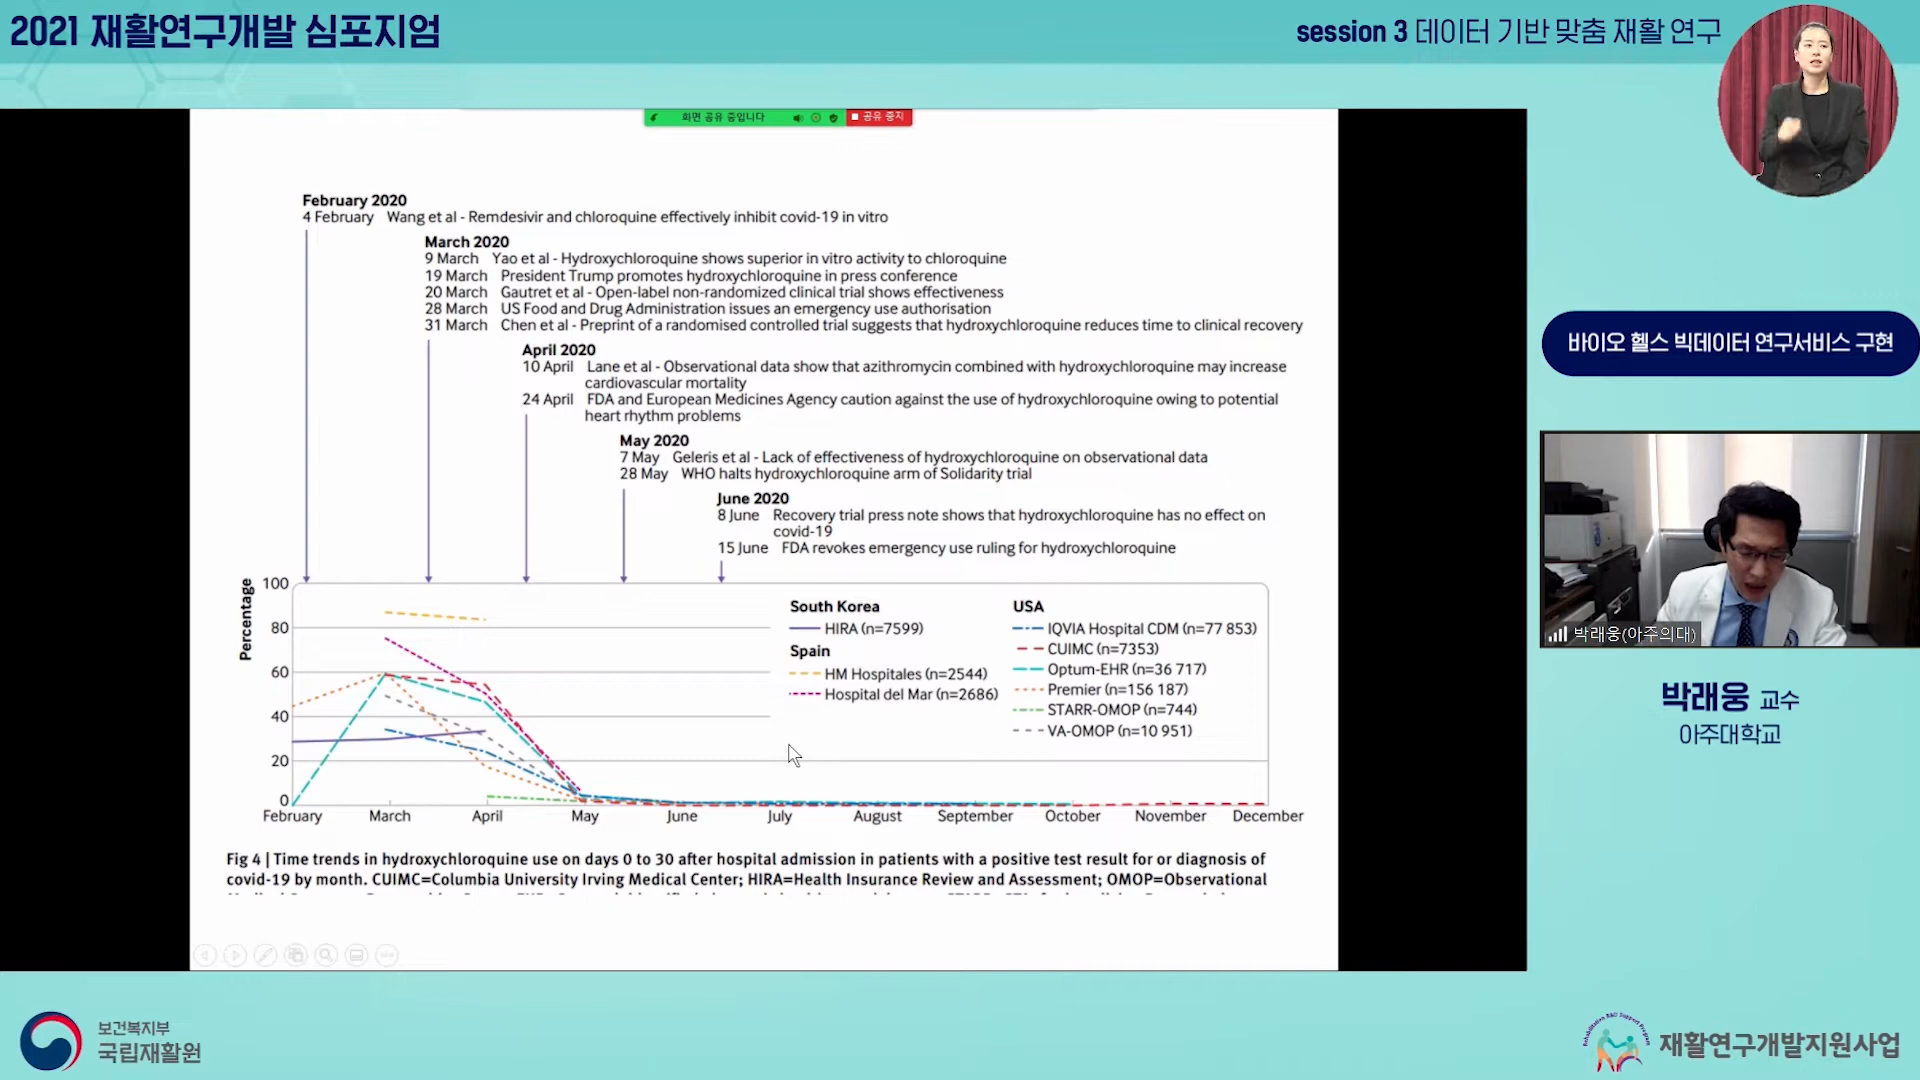 2021 재활연구개발 심포지엄
session 3 데이터 기반 맞춤 재활 연구
화면 공유 중입니다
공유 중지
February 2020
4 February Wang et al - Remdesivir and chloroquine effectively inhibit covid-19 in vitro
March 2020
9 March Yao et al - Hydroxychloroquine shows superior in vitro activity to chloroquine
19 March President Trump promotes hydroxychloroquine in press conference
20 March Gautret et al - Open-label non-randomized clinical trial shows effectiveness
28 March US Food and Drug Administration issues an emergency use authorisation
31 March Chen et al - Preprint of a randomised controlled trial suggests that hydroxychloroquine reduces time to clinical recovery
April 2020
10 April Lane et al - Observational data show that azithromycin combined with hydroxychloroquine may increase
cardiovascular mortality
24 April FDA and European Medicines Agency caution against the use of hydroxychloroquine owing to potential
heart rhythm problems
May 2020
7 May Geleris et al - Lack of effectiveness of hydroxychloroquine on observational data
28 May WHO halts hydroxychloroquine arm of Solidarity trial
June 2020
8 June Recovery trial press note shows that hydroxychloroquine has no effect on
covid-19
15 June FDA revokes emergency use ruling for hydroxychloroquine
Percentage
100
80
60
40
20
0
South Korea
HIRA (n=7599)
Spain
HM Hospitales (n=2544)
Hospital del Mar (n=2686)
USA
IQVIA Hospital CDM (n=77 853)
CUIMC (n=7353)
Optum-EHR (n=36 717)
Premier (n=156 187)
STARR-OMOP (n=744)
VA-OMOP (n=10 951)
February March April May June July August September October November December
Fig 4 | Time trends in hydroxychloroquine use on days 0 to 30 after hospital admission in patients with a positive test result for or diagnosis of
covid-19 by month. CUIMC=Columbia University Irving Medical Center; HIRA=Health Insurance Review and Assessment; OMOP=Observational
바이오 헬스 빅데이터 연구서비스 구현
박래웅(아주의대)
박래웅 교수
아주대학교
보건복지부
국립재활원
Rehabilitation R&D Support Program
재활연구개발지원사업